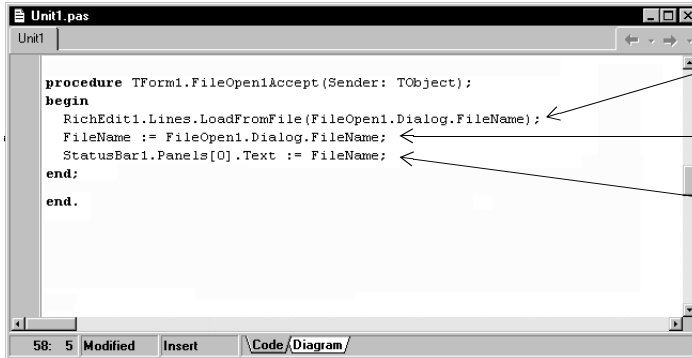 Unit1.pas
Unit1
procedure TForm1.FileOpen1Accept(Sender: TObject);
begin
RichEdit1.Lines.LoadFromFile(FileOpen1.Dialog.FileName);
FileName := FileOpen1.Dialog.FileName;
StatusBar1.Panels[0].Text := FileName;
end;
end.
58: 5 Modified Insert Code Diagram